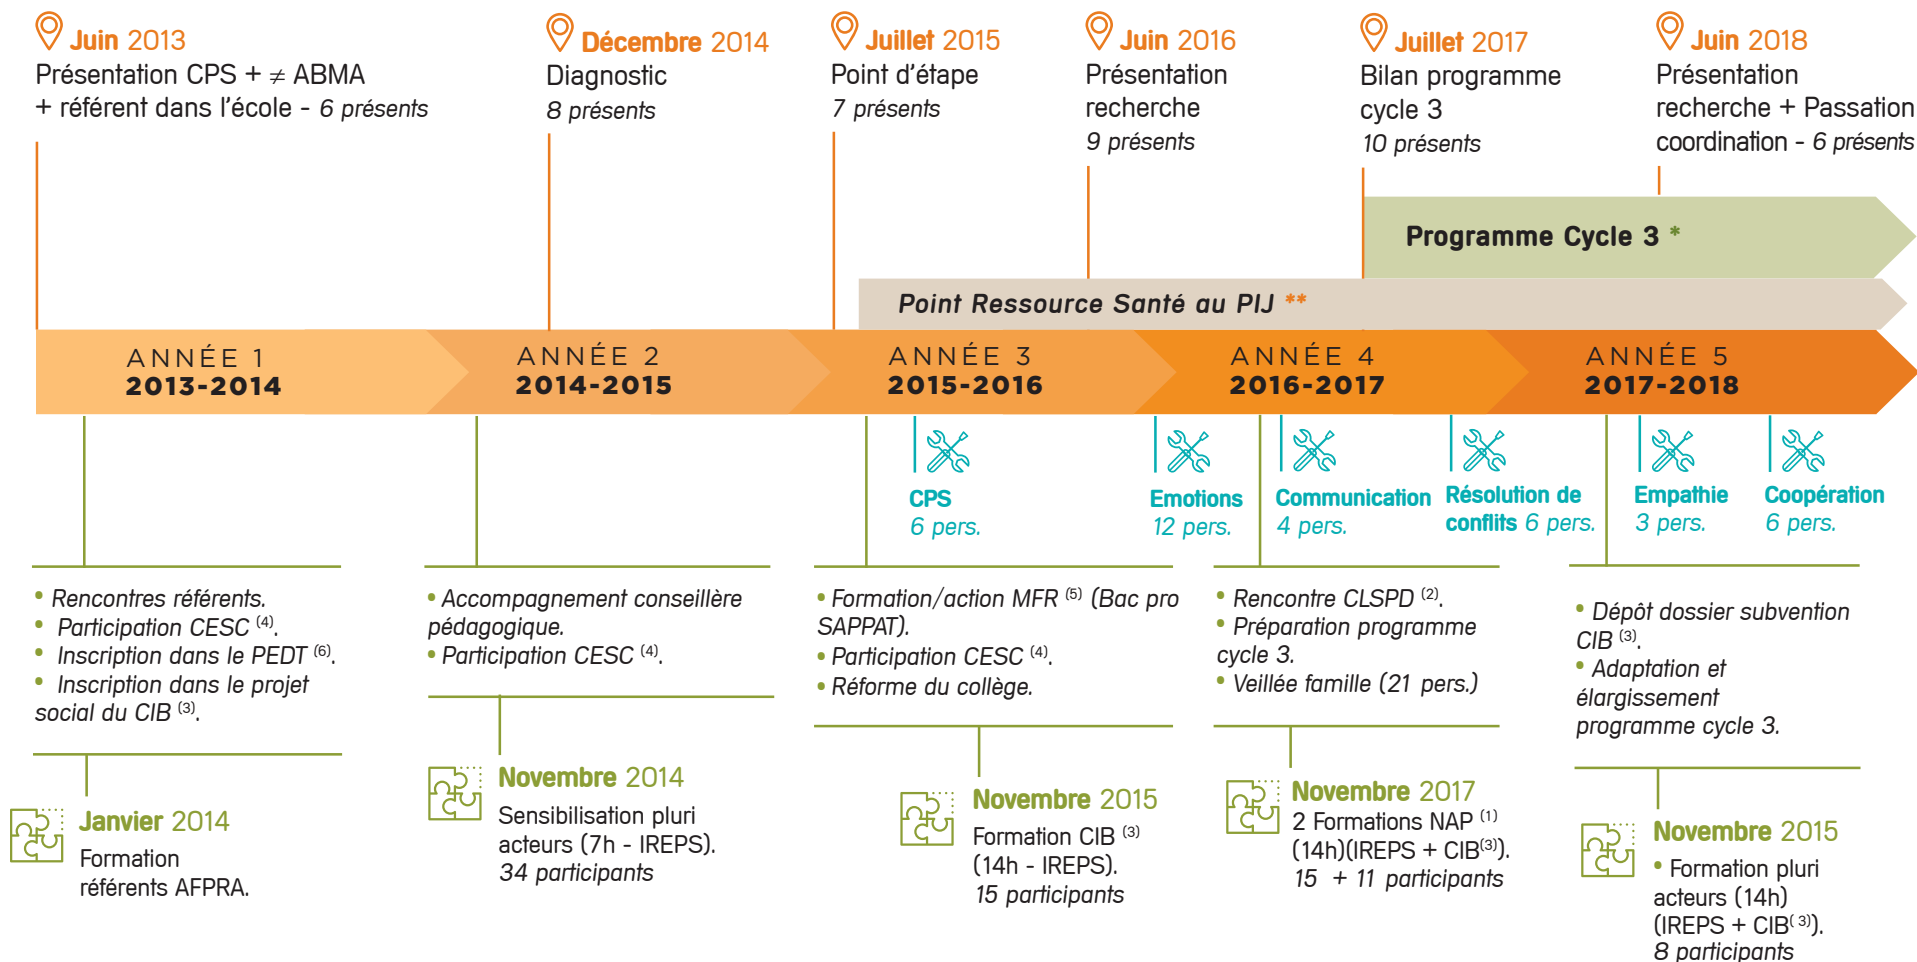 Juin 2013
Présentation CPS + ≠ ABMA
+ référent dans l'école - 6 présents
Décembre 2014
Diagnostic
8 présents
Juillet 2015
Point d'étape
7 présents
Juin 2016
Présentation
recherche
9 présents
Juillet 2017
Bilan programme
cycle 3
10 présents
Juin 2018
Présentation
recherche + Passation
coordination - 6 présents
Programme Cycle 3 *
Point Ressource Santé au PIJ **
ANNÉE 1
2013-2014
ANNÉE 2
2014-2015
ANNÉE 3
2015-2016
ANNÉE 4
2016-2017
ANNÉE 5
2017-2018
CPS
6 pers.
Emotions
12 pers.
Communication
4 pers.
Résolution de
conflits 6 pers.
Empathie
3 pers.
Coopération
6 pers.
• Rencontres référents.
• Participation CESC (4).
• Inscription dans le PEDT (6).
• Inscription dans le projet
social du CIB (3).
• Accompagnement conseillère
pédagogique.
• Participation CESC (4).
• Formation/action MFR (5) (Bac pro
SAPPAT).
• Participation CESC (4).
• Réforme du collège.
• Rencontre CLSPD (2).
• Préparation programme
cycle 3.
• Veillée famille (21 pers.)
• Dépôt dossier subvention
CIB (3).
• Adaptation et
élargissement
programme cycle 3.
Janvier 2014
Formation
référents AFPRA.
Novembre 2014
Sensibilisation pluri
acteurs (7h - IREPS).
34 participants
Novembre 2015
Formation CIB (3)
(14h - IREPS).
15 participants
Novembre 2017
2 Formations NAP (1)
(14h)(IREPS + CIB(3)).
15 + 11 participants
Novembre 2015
• Formation pluri
acteurs (14h)
(IREPS + CIB( 3)).
8 participants